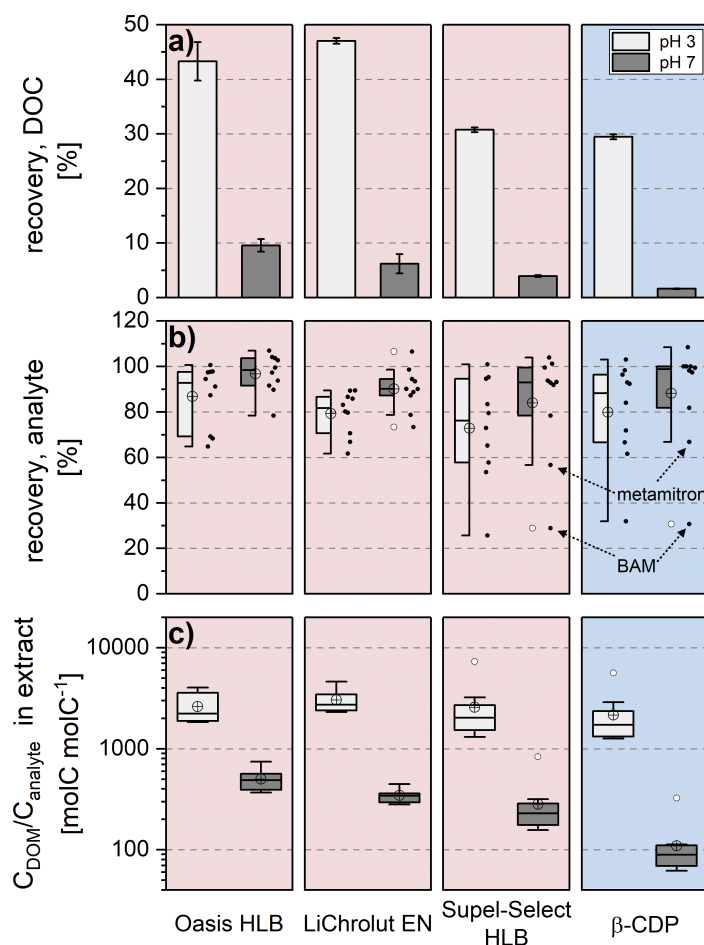 a)
pH 3
pH 7
recovery, DOC
[%]
50
40
30
20
10
0
b)
recovery, analyte
[%]
120
100
80
60
40
20
0
metamitron
BAM
c)
C_DOM/C_analyte in extract
[molC molC⁻¹]
10000
1000
100
Oasis HLB
LiChrolut EN
Supel-Select
HLB
β-CDP